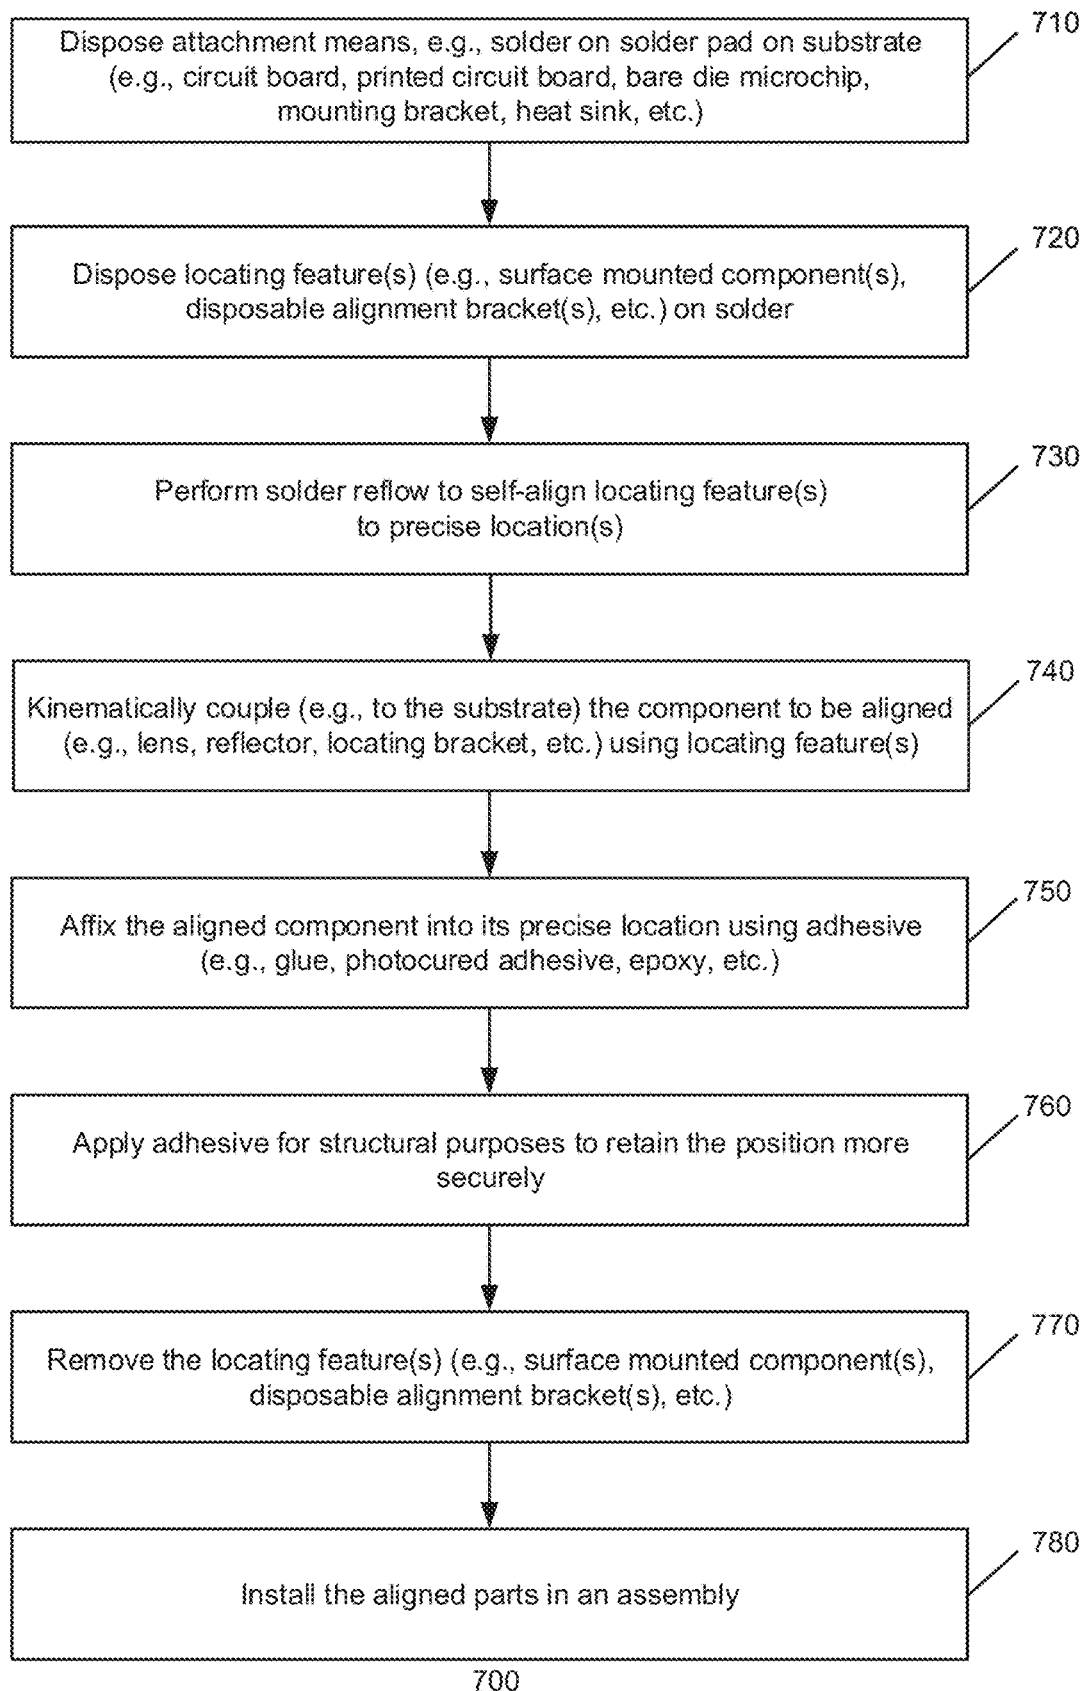 710
Dispose attachment means, e.g., solder on solder pad on substrate
(e.g., circuit board, printed circuit board, bare die microchip,
mounting bracket, heat sink, etc.)
720
Dispose locating feature(s) (e.g., surface mounted component(s),
disposable alignment bracket(s), etc.) on solder
730
Perform solder reflow to self-align locating feature(s)
to precise location(s)
740
Kinematically couple (e.g., to the substrate) the component to be aligned
(e.g., lens, reflector, locating bracket, etc.) using locating feature(s)
750
Affix the aligned component into its precise location using adhesive
(e.g., glue, photocured adhesive, epoxy, etc.)
760
Apply adhesive for structural purposes to retain the position more
securely
770
Remove the locating feature(s) (e.g., surface mounted component(s),
disposable alignment bracket(s), etc.)
780
Install the aligned parts in an assembly
700